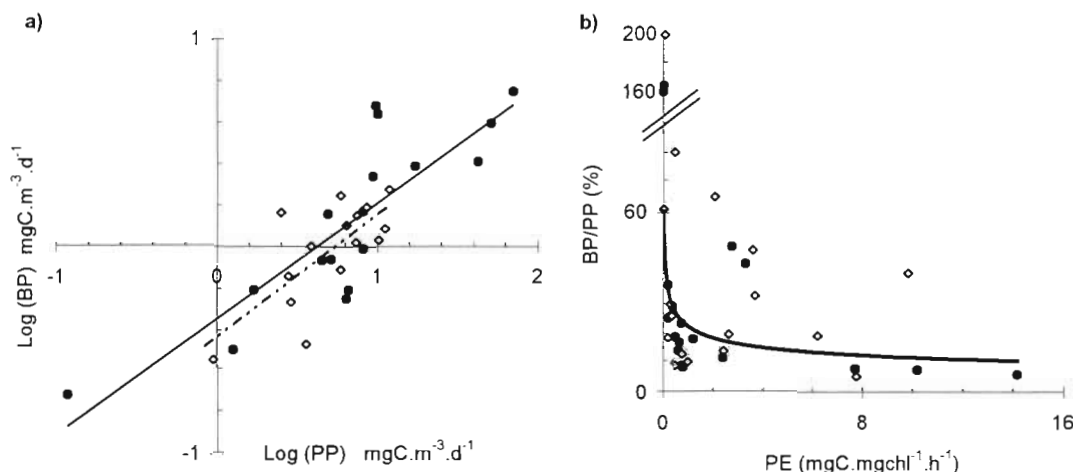 a)
1
-1
0
1
2
-1
Log (BP) mgC.m-3.d-1
Log (PP) mgC.m-3.d-1
b)
200
160
60
0
0
8
16
BP/PP (%)
PE (mgC.mgchl-1.h-1)